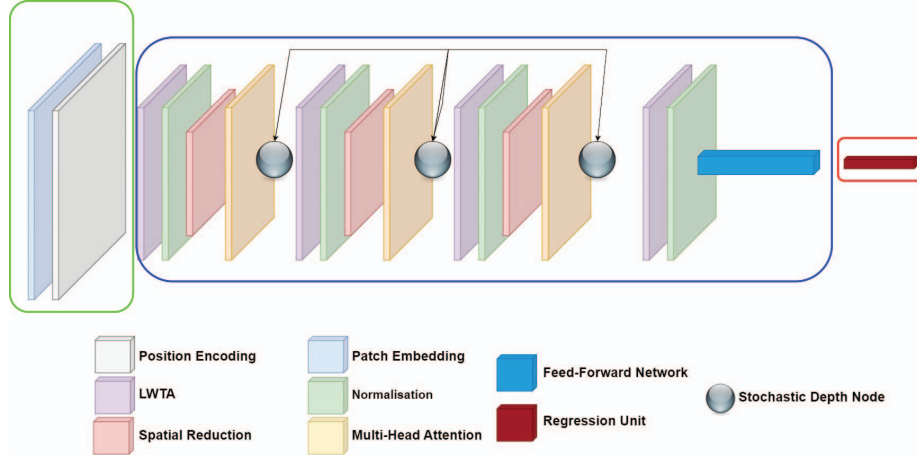 Position Encoding
Patch Embedding
Feed-Forward Network
LWTA
Normalisation
Stochastic Depth Node
Spatial Reduction
Multi-Head Attention
Regression Unit